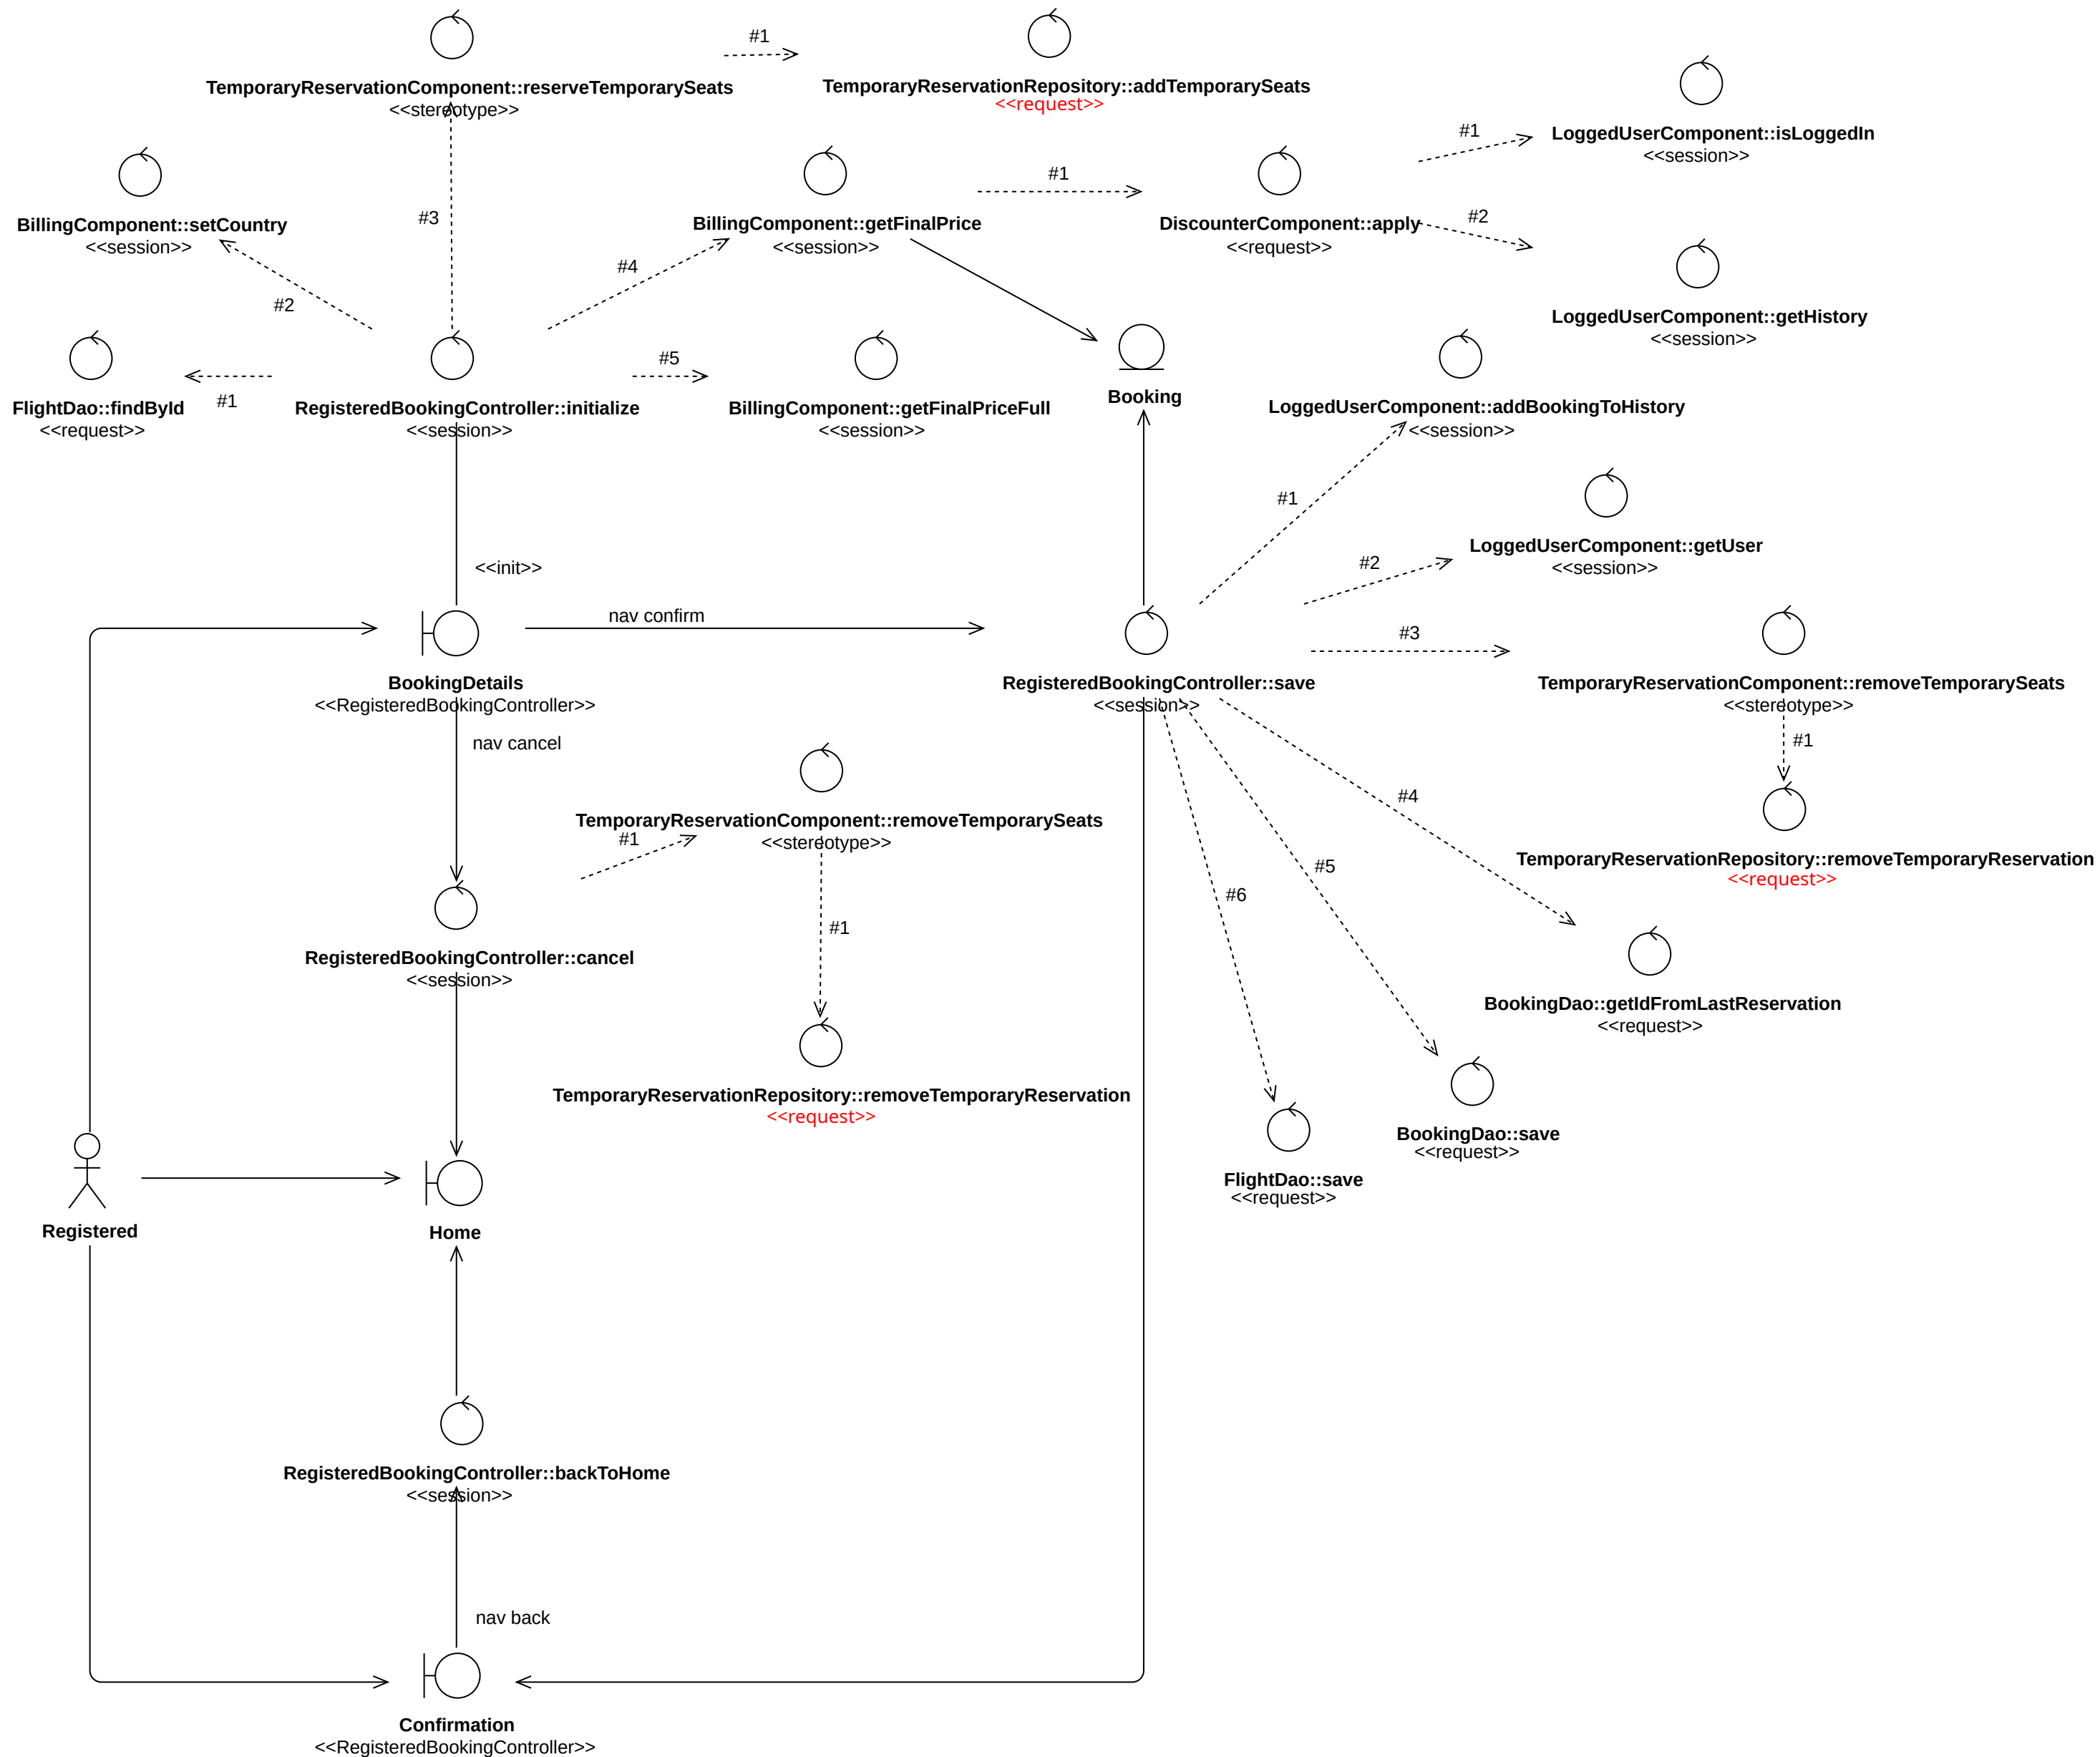 #1
TemporaryReservationComponent::reserveTemporarySeats
<<stereotype>>
TemporaryReservationRepository::addTemporarySeats
<<request>>
#1
LoggedUserComponent::isLoggedIn
<<session>>
#1
BillingComponent::setCountry
<<session>>
#3
BillingComponent::getFinalPrice
<<session>>
DiscounterComponent::apply
<<request>>
#2
#4
#2
LoggedUserComponent::getHistory
<<session>>
#5
#1
FlightDao::findById
<<request>>
RegisteredBookingController::initialize
<<session>>
BillingComponent::getFinalPriceFull
<<session>>
Booking
LoggedUserComponent::addBookingToHistory
<<session>>
#1
LoggedUserComponent::getUser
<<session>>
#2
<<init>>
nav confirm
#3
BookingDetails
<<RegisteredBookingController>>
RegisteredBookingController::save
<<session>>
TemporaryReservationComponent::removeTemporarySeats
<<stereotype>>
nav cancel
#1
#4
TemporaryReservationComponent::removeTemporarySeats
<<stereotype>>
#1
#5
TemporaryReservationRepository::removeTemporaryReservation
<<request>>
#6
#1
RegisteredBookingController::cancel
<<session>>
BookingDao::getIdFromLastReservation
<<request>>
TemporaryReservationRepository::removeTemporaryReservation
<<request>>
BookingDao::save
<<request>>
FlightDao::save
<<request>>
Registered
Home
RegisteredBookingController::backToHome
<<session>>
nav back
Confirmation
<<RegisteredBookingController>>